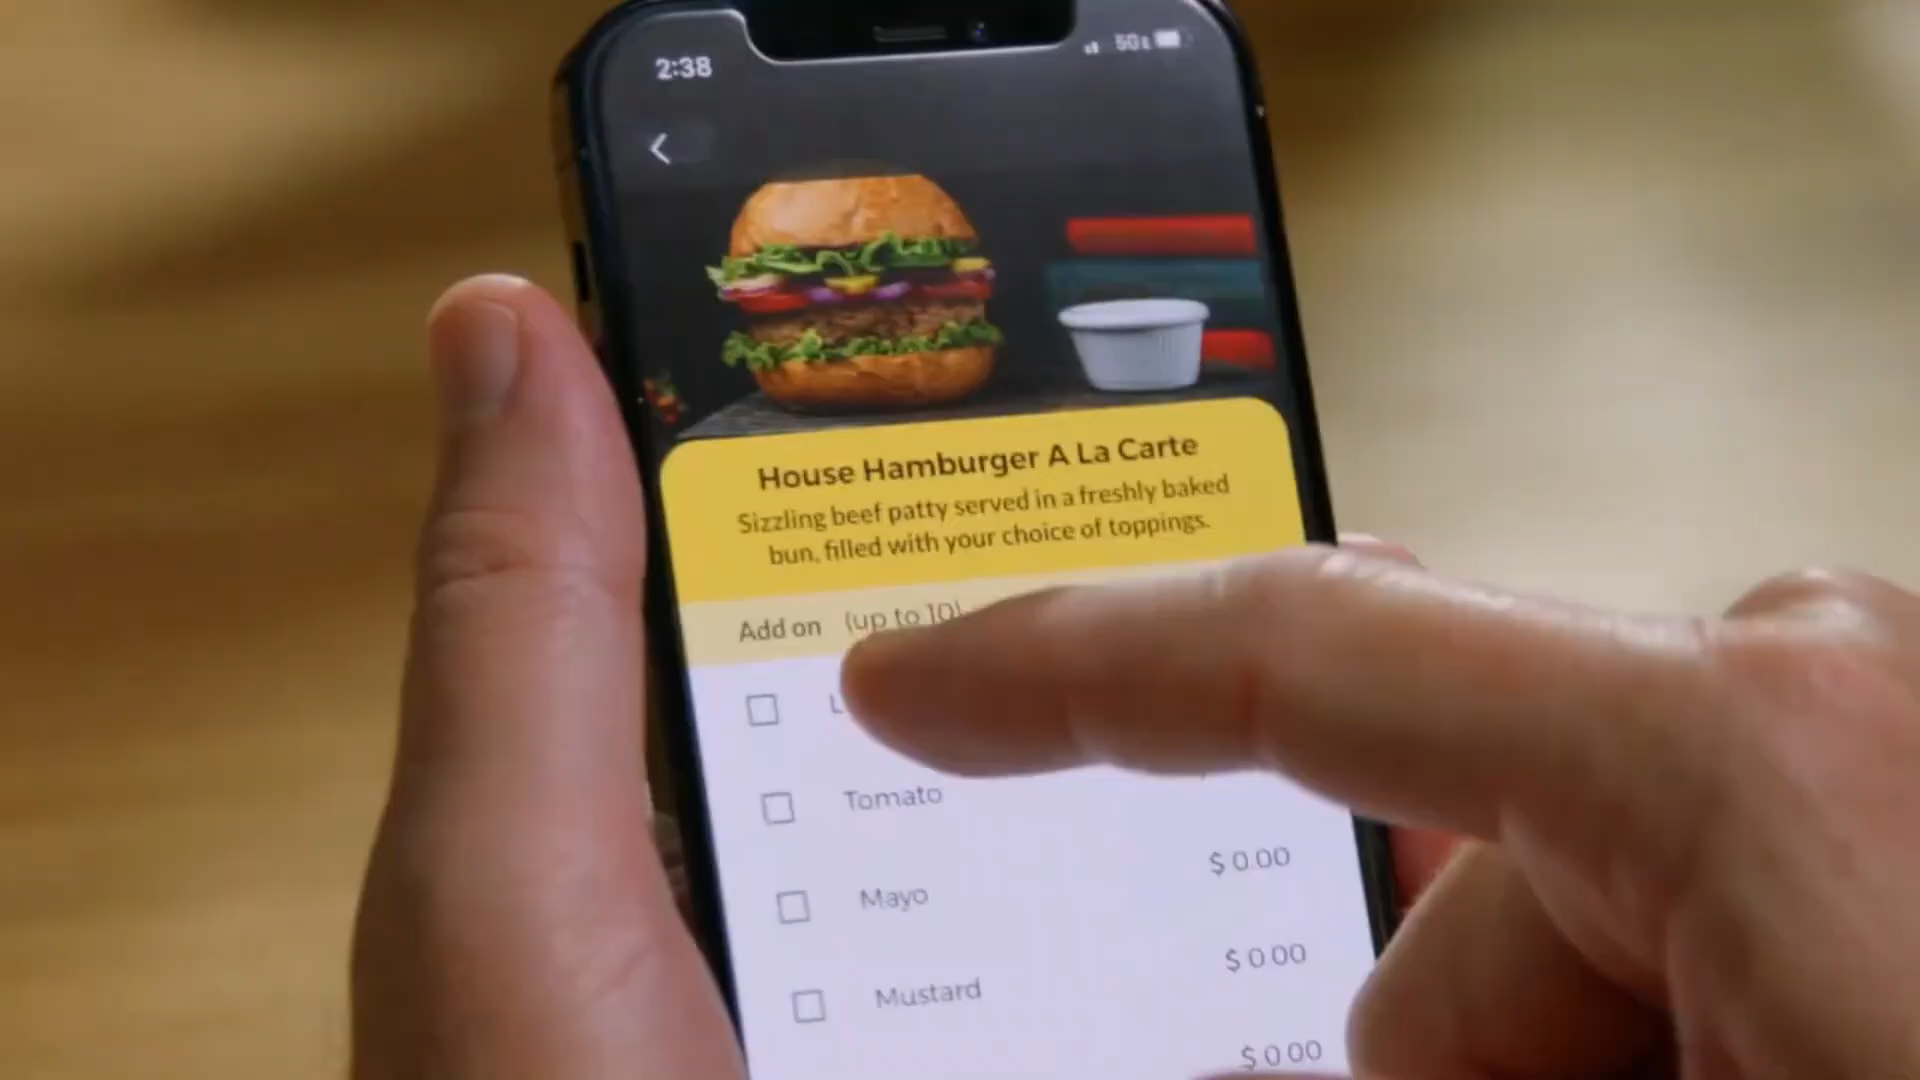 2:38
House Hamburger A La Carte
Sizzling beef patty served in a freshly baked
bun, filled with your choice of toppings.
Add on (up to 10)
Tomato
$ 0.00
Mayo
$ 0.00
Mustard
$ 0.00